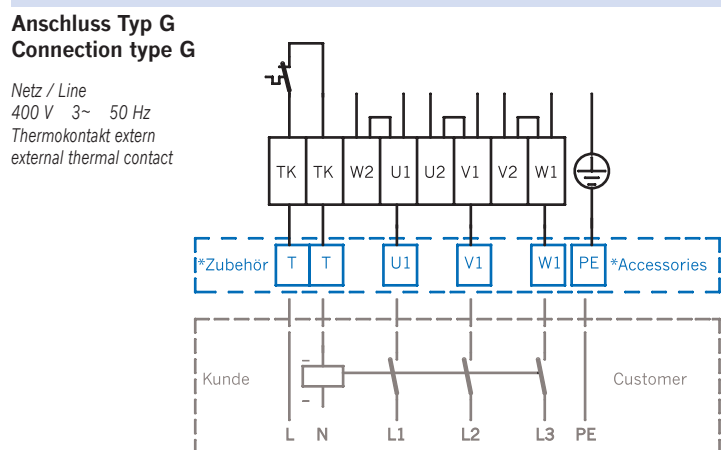 Anschluss Typ G
Connection type G
Netz / Line
400 V 3~ 50 Hz
Thermokontakt extern
external thermal contact
TK TK W2 U1 U2 V1 V2 W1
*Zubehör T T U1 V1 W1 PE *Accessories
Kunde Customer
L N L1 L2 L3 PE